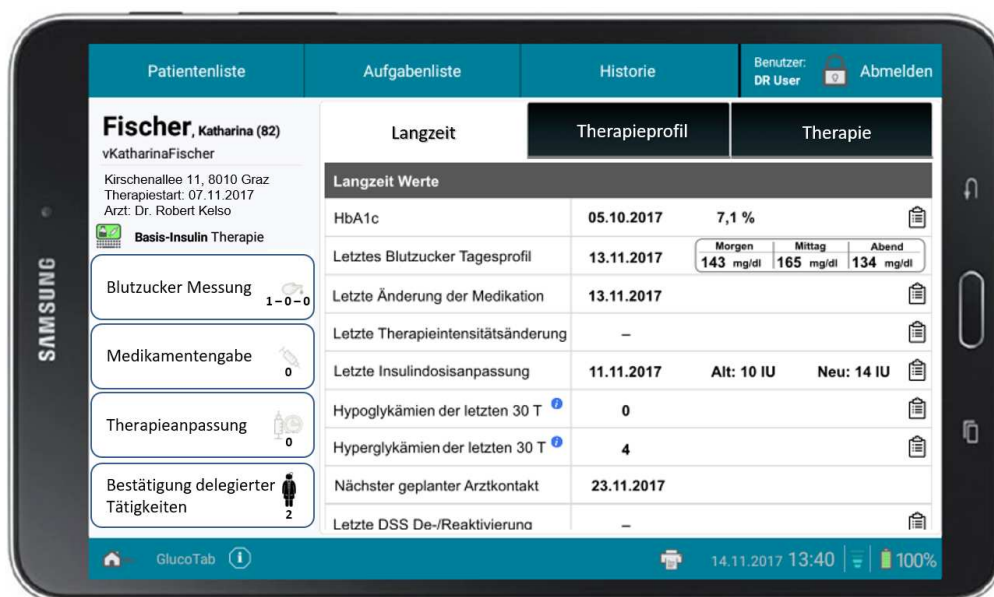 SAMSUNG
Patientenliste
Aufgabenliste
Historie
Benutzer:
DR User
Abmelden
Fischer, Katharina (82)
vKatharinaFischer
Kirschenallee 11, 8010 Graz
Therapiestart: 07.11.2017
Arzt: Dr. Robert Kelso
Basis-Insulin Therapie
Blutzucker Messung
1-0-0
Medikamentengabe
0
Therapieanpassung
0
Bestätigung delegierter
Tätigkeiten
2
Langzeit
Therapieprofil
Therapie
Langzeit Werte
HbA1c 05.10.2017 7,1 %
Letztes Blutzucker Tagesprofil 13.11.2017
Morgen Mittag Abend
143 mg/dl 165 mg/dl 134 mg/dl
Letzte Änderung der Medikation 13.11.2017
Letzte Therapieintensitätsänderung –
Letzte Insulindosisanpassung 11.11.2017 Alt: 10 IU Neu: 14 IU
Hypoglykämien der letzten 30 T i 0
Hyperglykämien der letzten 30 T i 4
Nächster geplanter Arztkontakt 23.11.2017
Letzte DSS De-/Reaktivierung –
GlucoTab i
14.11.2017 13:40
100%